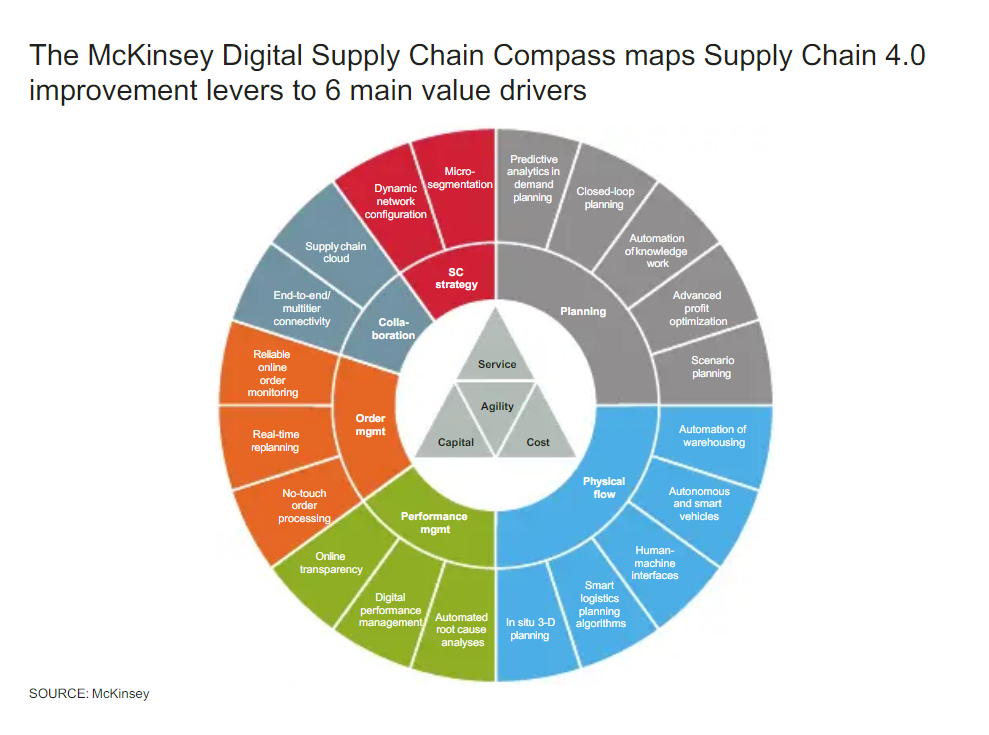 The McKinsey Digital Supply Chain Compass maps Supply Chain 4.0
improvement levers to 6 main value drivers
Predictive
analytics in
demand
planning
Closed-loop
planning
Automation
of knowledge
work
Advanced
profit
optimization
Scenario
planning
Planning
Automation of
warehousing
Autonomous
and smart
vehicles
Human-
machine
interfaces
Smart
logistics
planning
algorithms
In situ 3-D
planning
Physical
flow
Automated
root cause
analyses
Digital
performance
management
Online
transparency
Performance
mgmt
No-touch
order
processing
Real-time
replanning
Reliable
online
order
monitoring
Order
mgmt
End-to-end/
multitier
connectivity
Supply chain
cloud
Colla-
boration
Dynamic
network
configuration
Micro-
segmentation
SC
strategy
Service
Agility
Capital
Cost
SOURCE: McKinsey